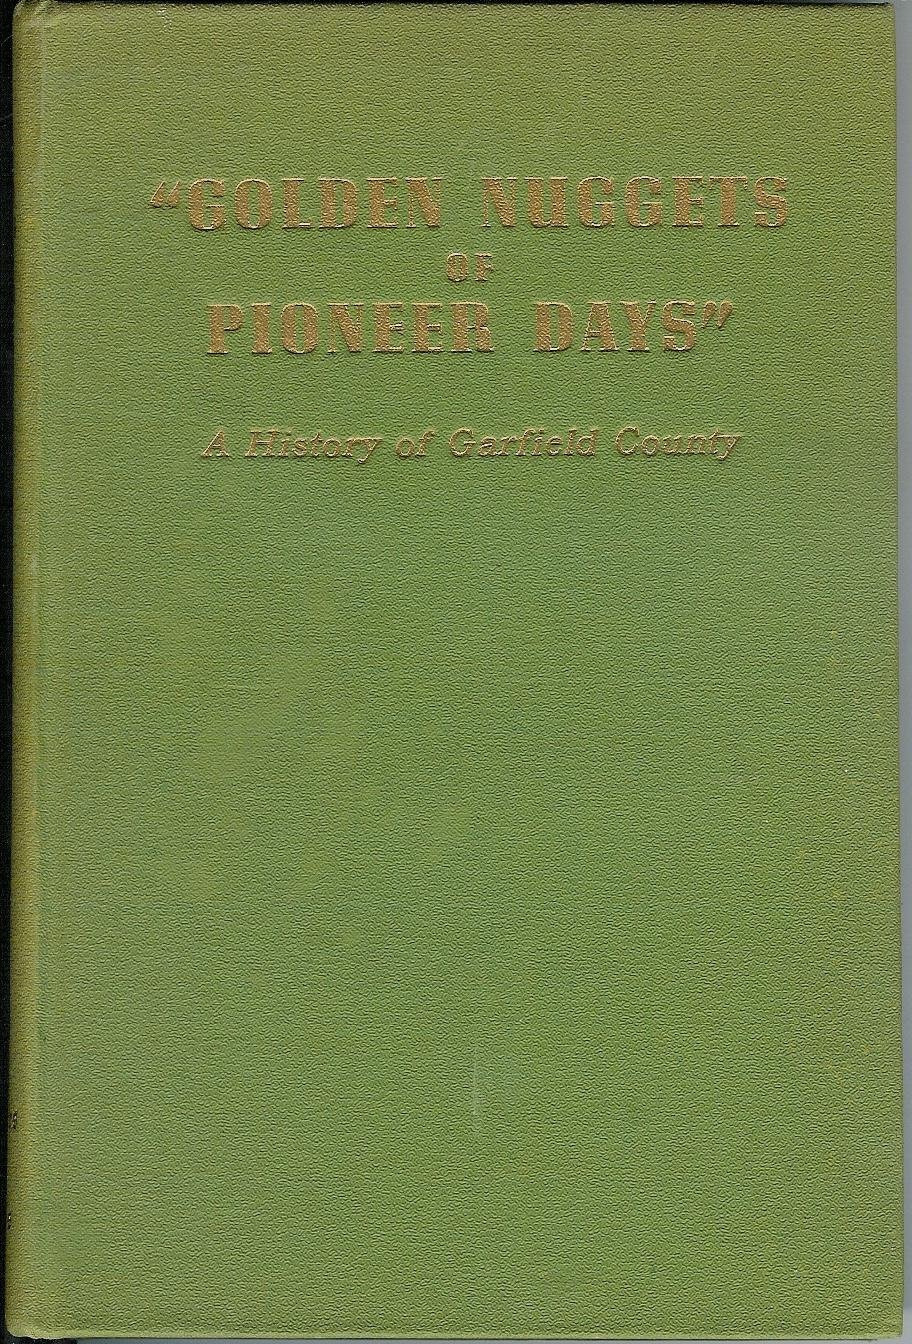 "GOLDEN NUGGETS
OF
PIONEER DAYS"
A History of Garfield County